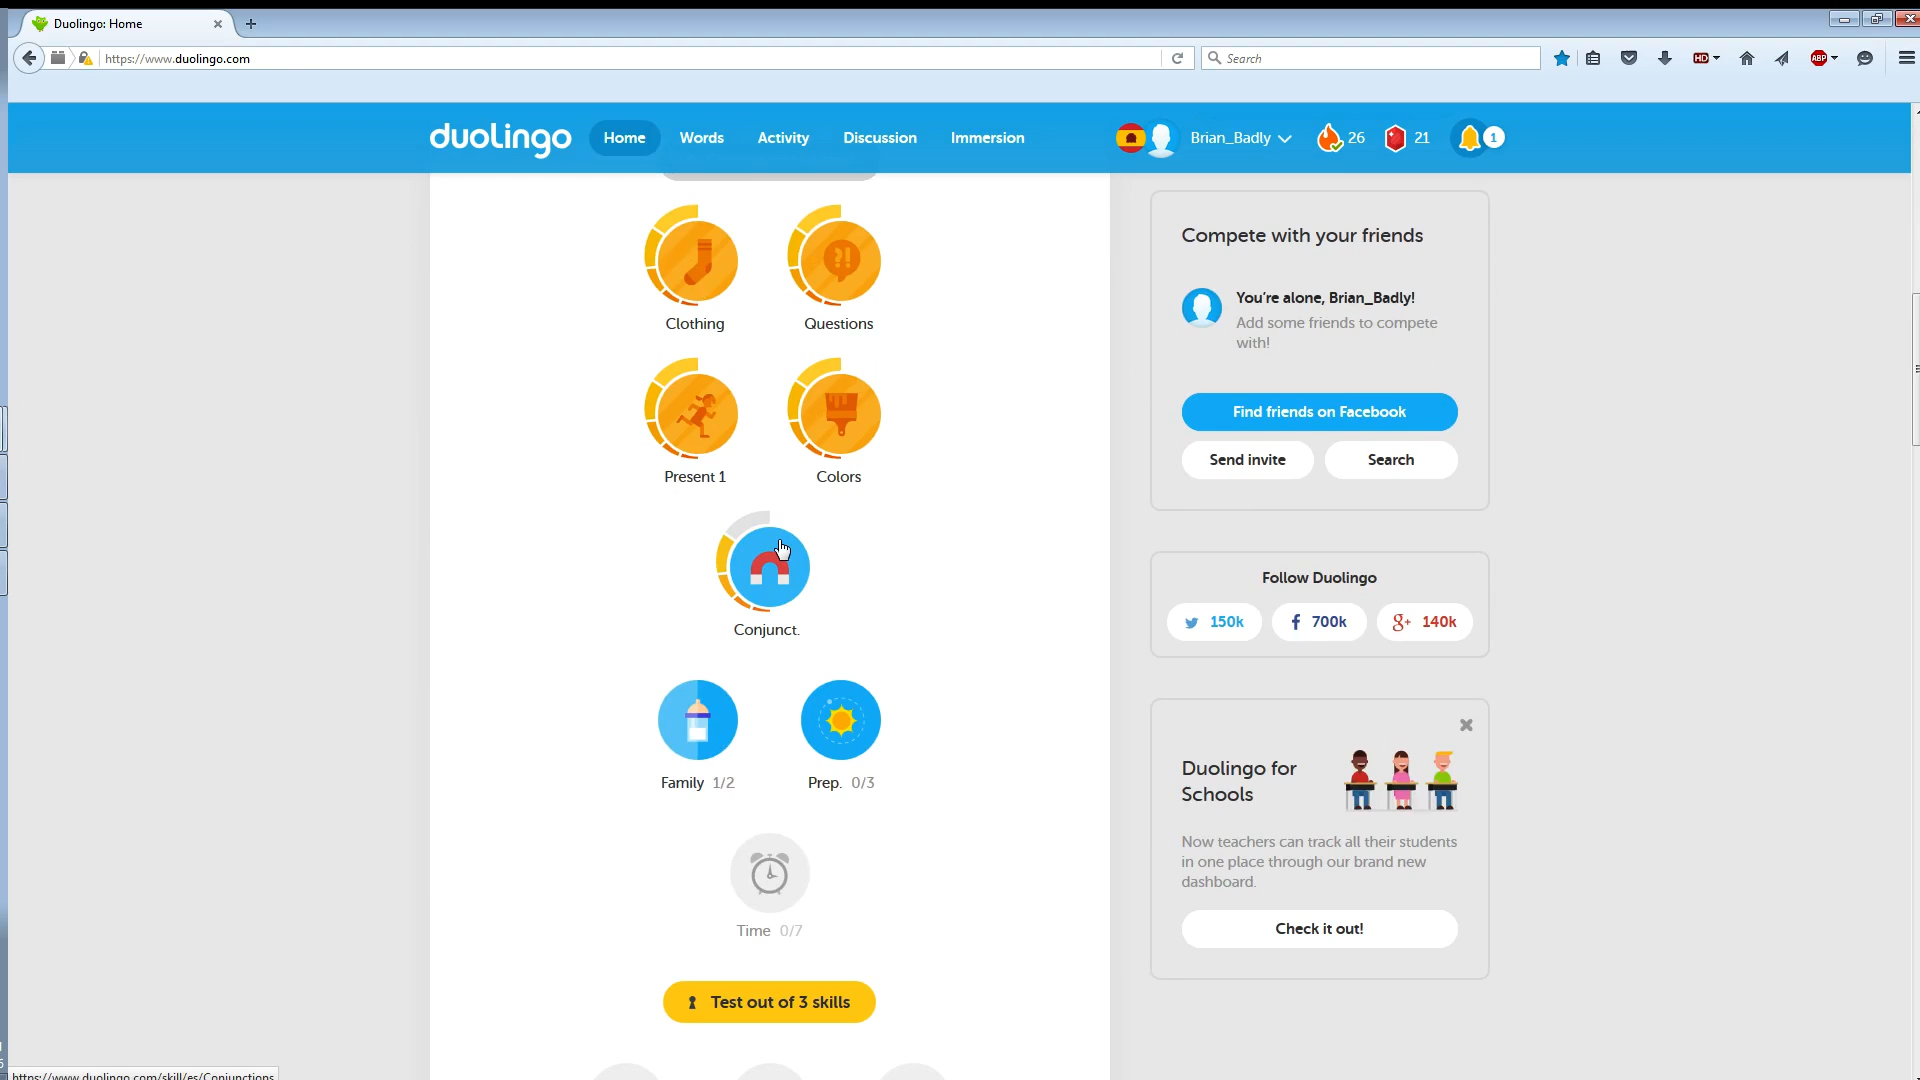 Duolingo: Home
https://www.duolingo.com
Search
HD
ABP
duolingo
Home
Words
Activity
Discussion
Immersion
Brian_Badly
26
21
1
Clothing
Questions
?!
Present 1
Colors
Conjunct.
Family 1/2
Prep. 0/3
Time 0/7
Test out of 3 skills
Compete with your friends
You're alone, Brian_Badly!
Add some friends to compete
with!
Find friends on Facebook
Send invite
Search
Follow Duolingo
150k
700k
g+ 140k
Duolingo for
Schools
Now teachers can track all their students
in one place through our brand new
dashboard.
Check it out!
https://www.duolingo.com/skill/es/Conjunctions